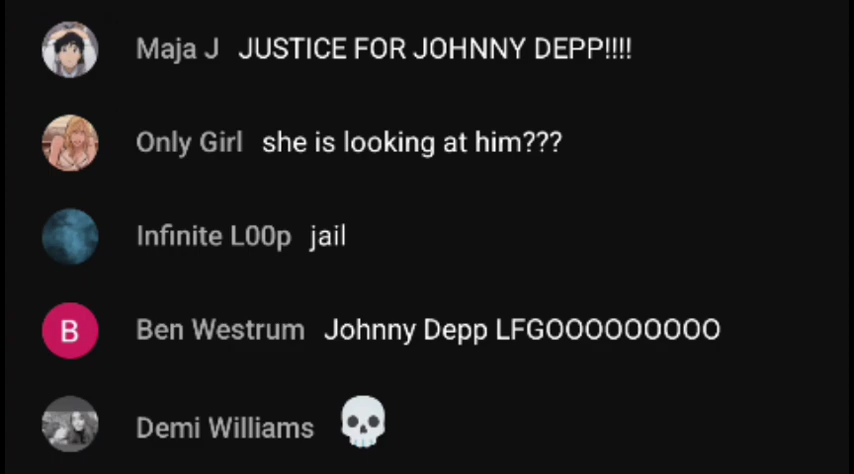 Maja J JUSTICE FOR JOHNNY DEPP!!!!
Only Girl she is looking at him???
Infinite L00p jail
B Ben Westrum Johnny Depp LFGOOOOOOOOO
Demi Williams 💀